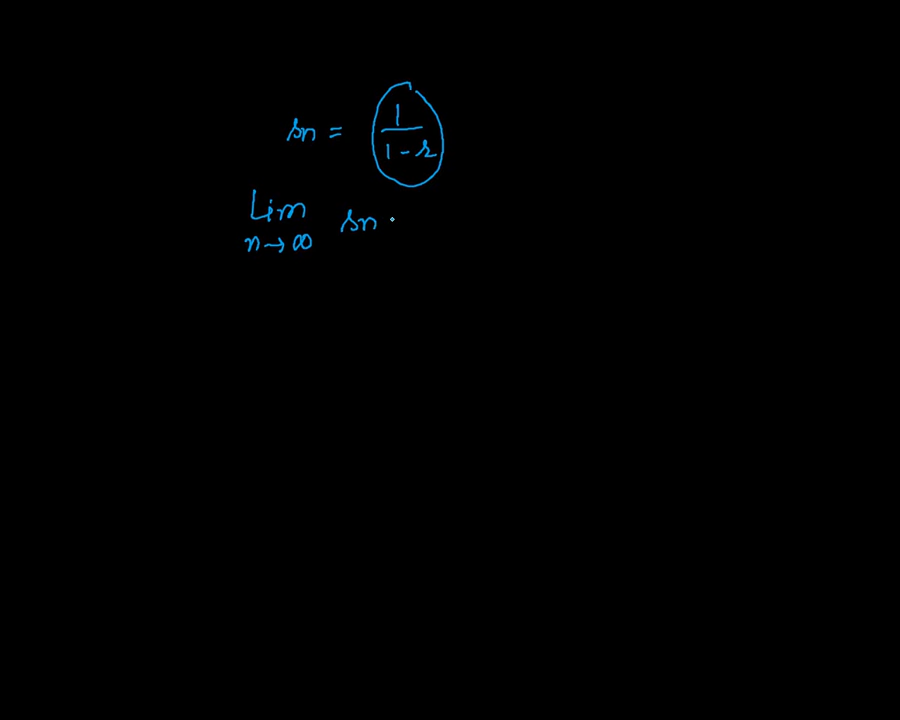 sn = 1/(1-r)
Lim n→∞ sn